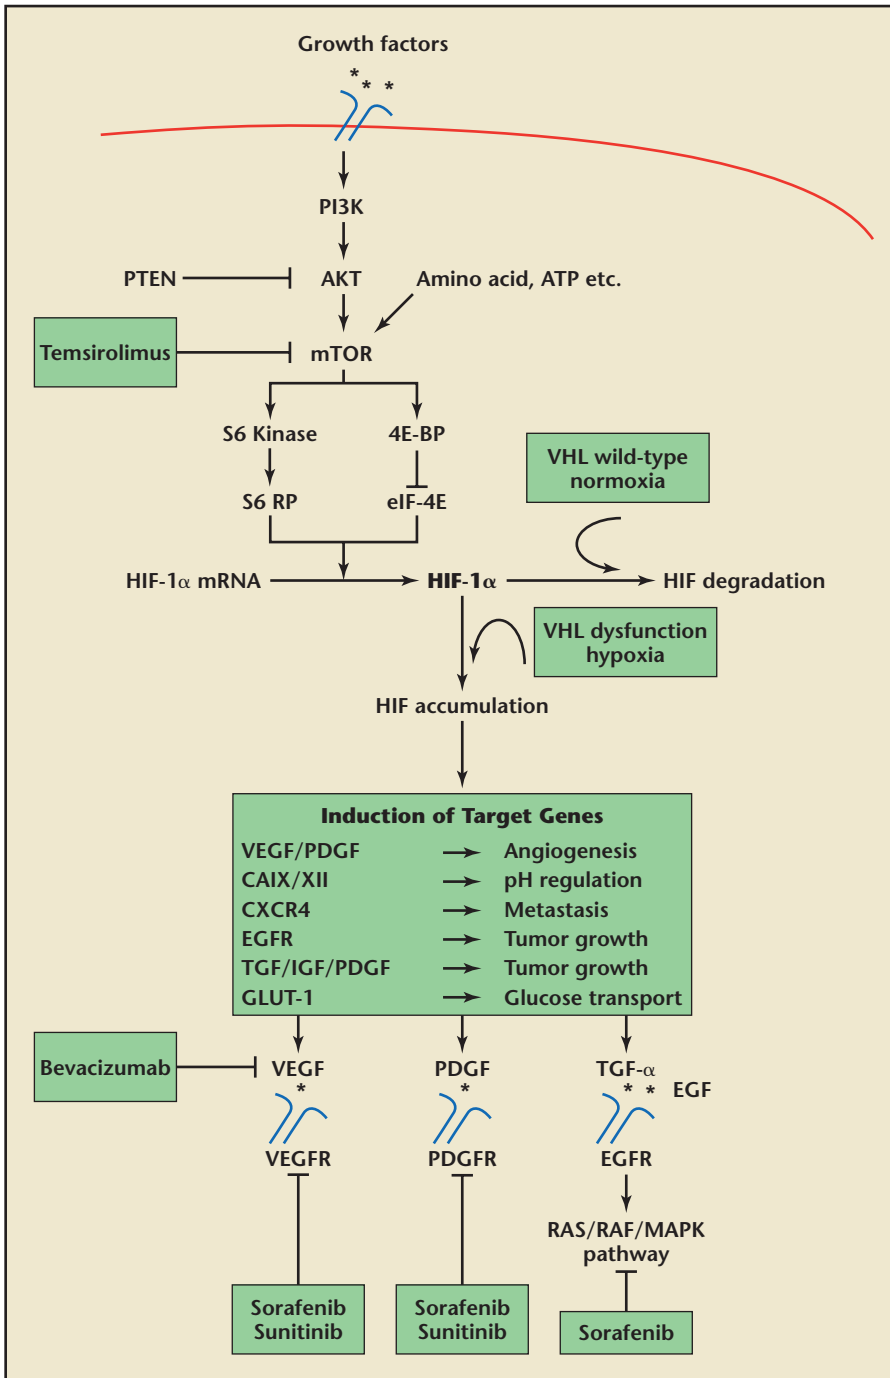 Growth factors
* * *
PI3K
PTEN AKT Amino acid, ATP etc.
Temsirolimus mTOR
S6 Kinase 4E-BP
VHL wild-type
normoxia
S6 RP eIF-4E
HIF-1α mRNA HIF-1α HIF degradation
VHL dysfunction
hypoxia
HIF accumulation
Induction of Target Genes
VEGF/PDGF Angiogenesis
CAIX/XII pH regulation
CXCR4 Metastasis
EGFR Tumor growth
TGF/IGF/PDGF Tumor growth
GLUT-1 Glucose transport
Bevacizumab VEGF PDGF TGF-α
* * * * EGF
VEGFR PDGFR EGFR
RAS/RAF/MAPK
pathway
Sorafenib
Sunitinib
Sorafenib
Sunitinib
Sorafenib